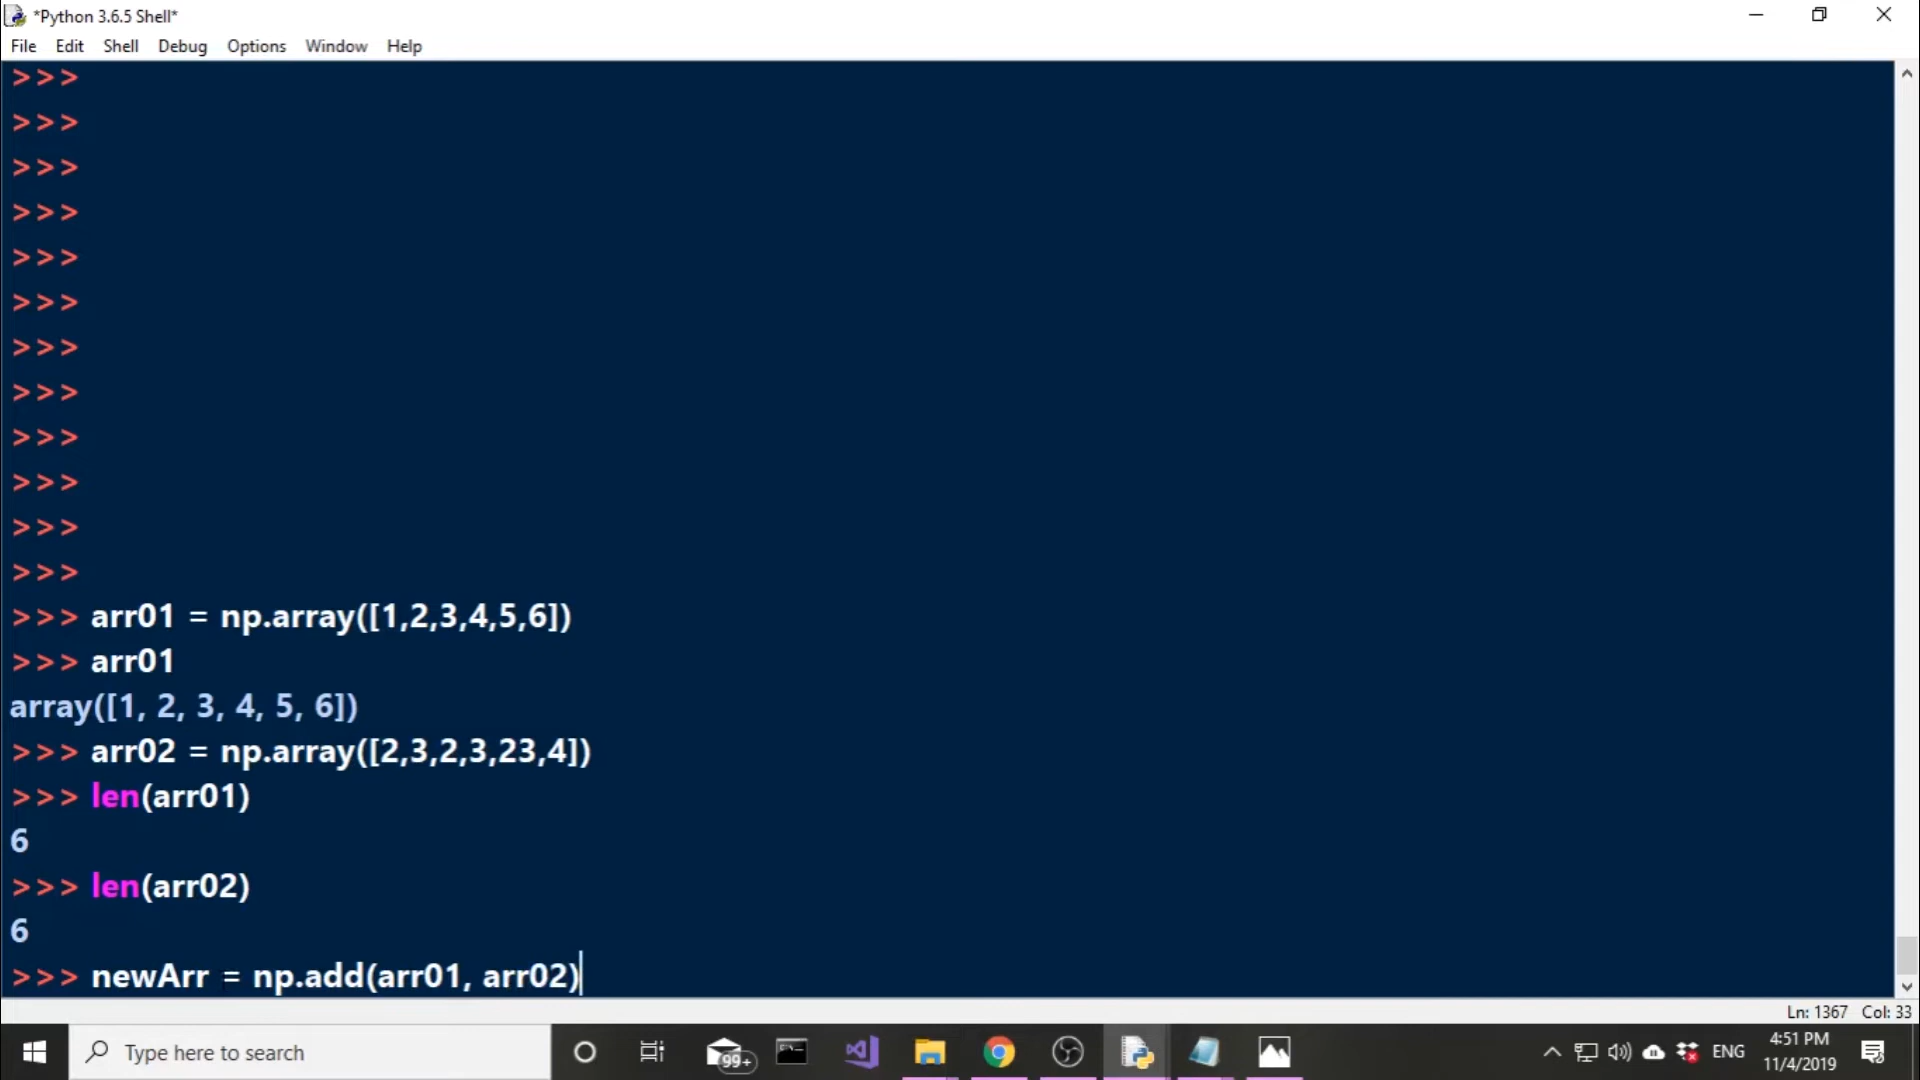 *Python 3.6.5 Shell*
File Edit Shell Debug Options Window Help
>>>
>>>
>>>
>>>
>>>
>>>
>>>
>>>
>>>
>>>
>>>
>>>
>>> arr01 = np.array([1,2,3,4,5,6])
>>> arr01
array([1, 2, 3, 4, 5, 6])
>>> arr02 = np.array([2,3,2,3,23,4])
>>> len(arr01)
6
>>> len(arr02)
6
>>> newArr = np.add(arr01, arr02)
Ln: 1367 Col: 33
Type here to search
99+
ENG
4:51 PM
11/4/2019